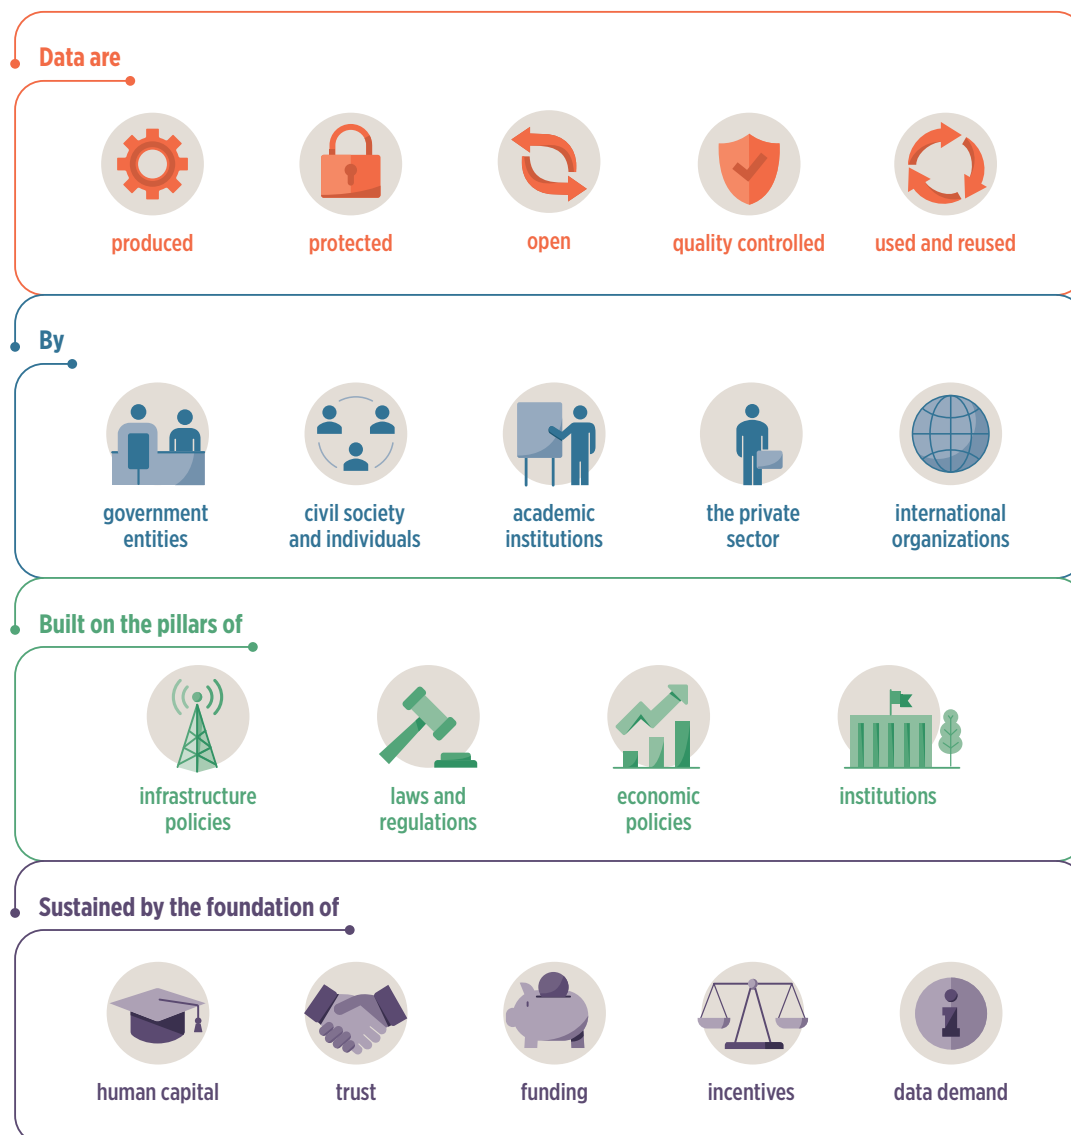 Data are
produced
protected
open
quality controlled
used and reused
By
government
entities
civil society
and individuals
academic
institutions
the private
sector
international
organizations
Built on the pillars of
infrastructure
policies
laws and
regulations
economic
policies
institutions
Sustained by the foundation of
human capital
trust
funding
incentives
data demand